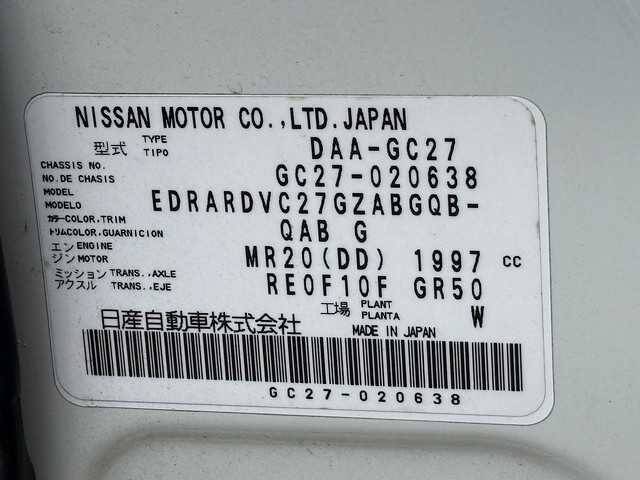 NISSAN MOTOR CO.,LTD.JAPAN
型式 TYPE TIPO DAA-GC27
CHASSIS NO. NO.DE CHASIS GC27-020638
MODEL MODELO EDRARDVC27GZABGQB-
カラー COLOR,TRIM トリム COLOR,GUARNICION QAB G
エンジン ENGINE MOTOR MR20(DD) 1997 CC
ミッション アクスル TRANS.,AXLE TRANS.,EJE RE0F10F GR50
工場 PLANT PLANTA W
日産自動車株式会社 MADE IN JAPAN
GC27-020638